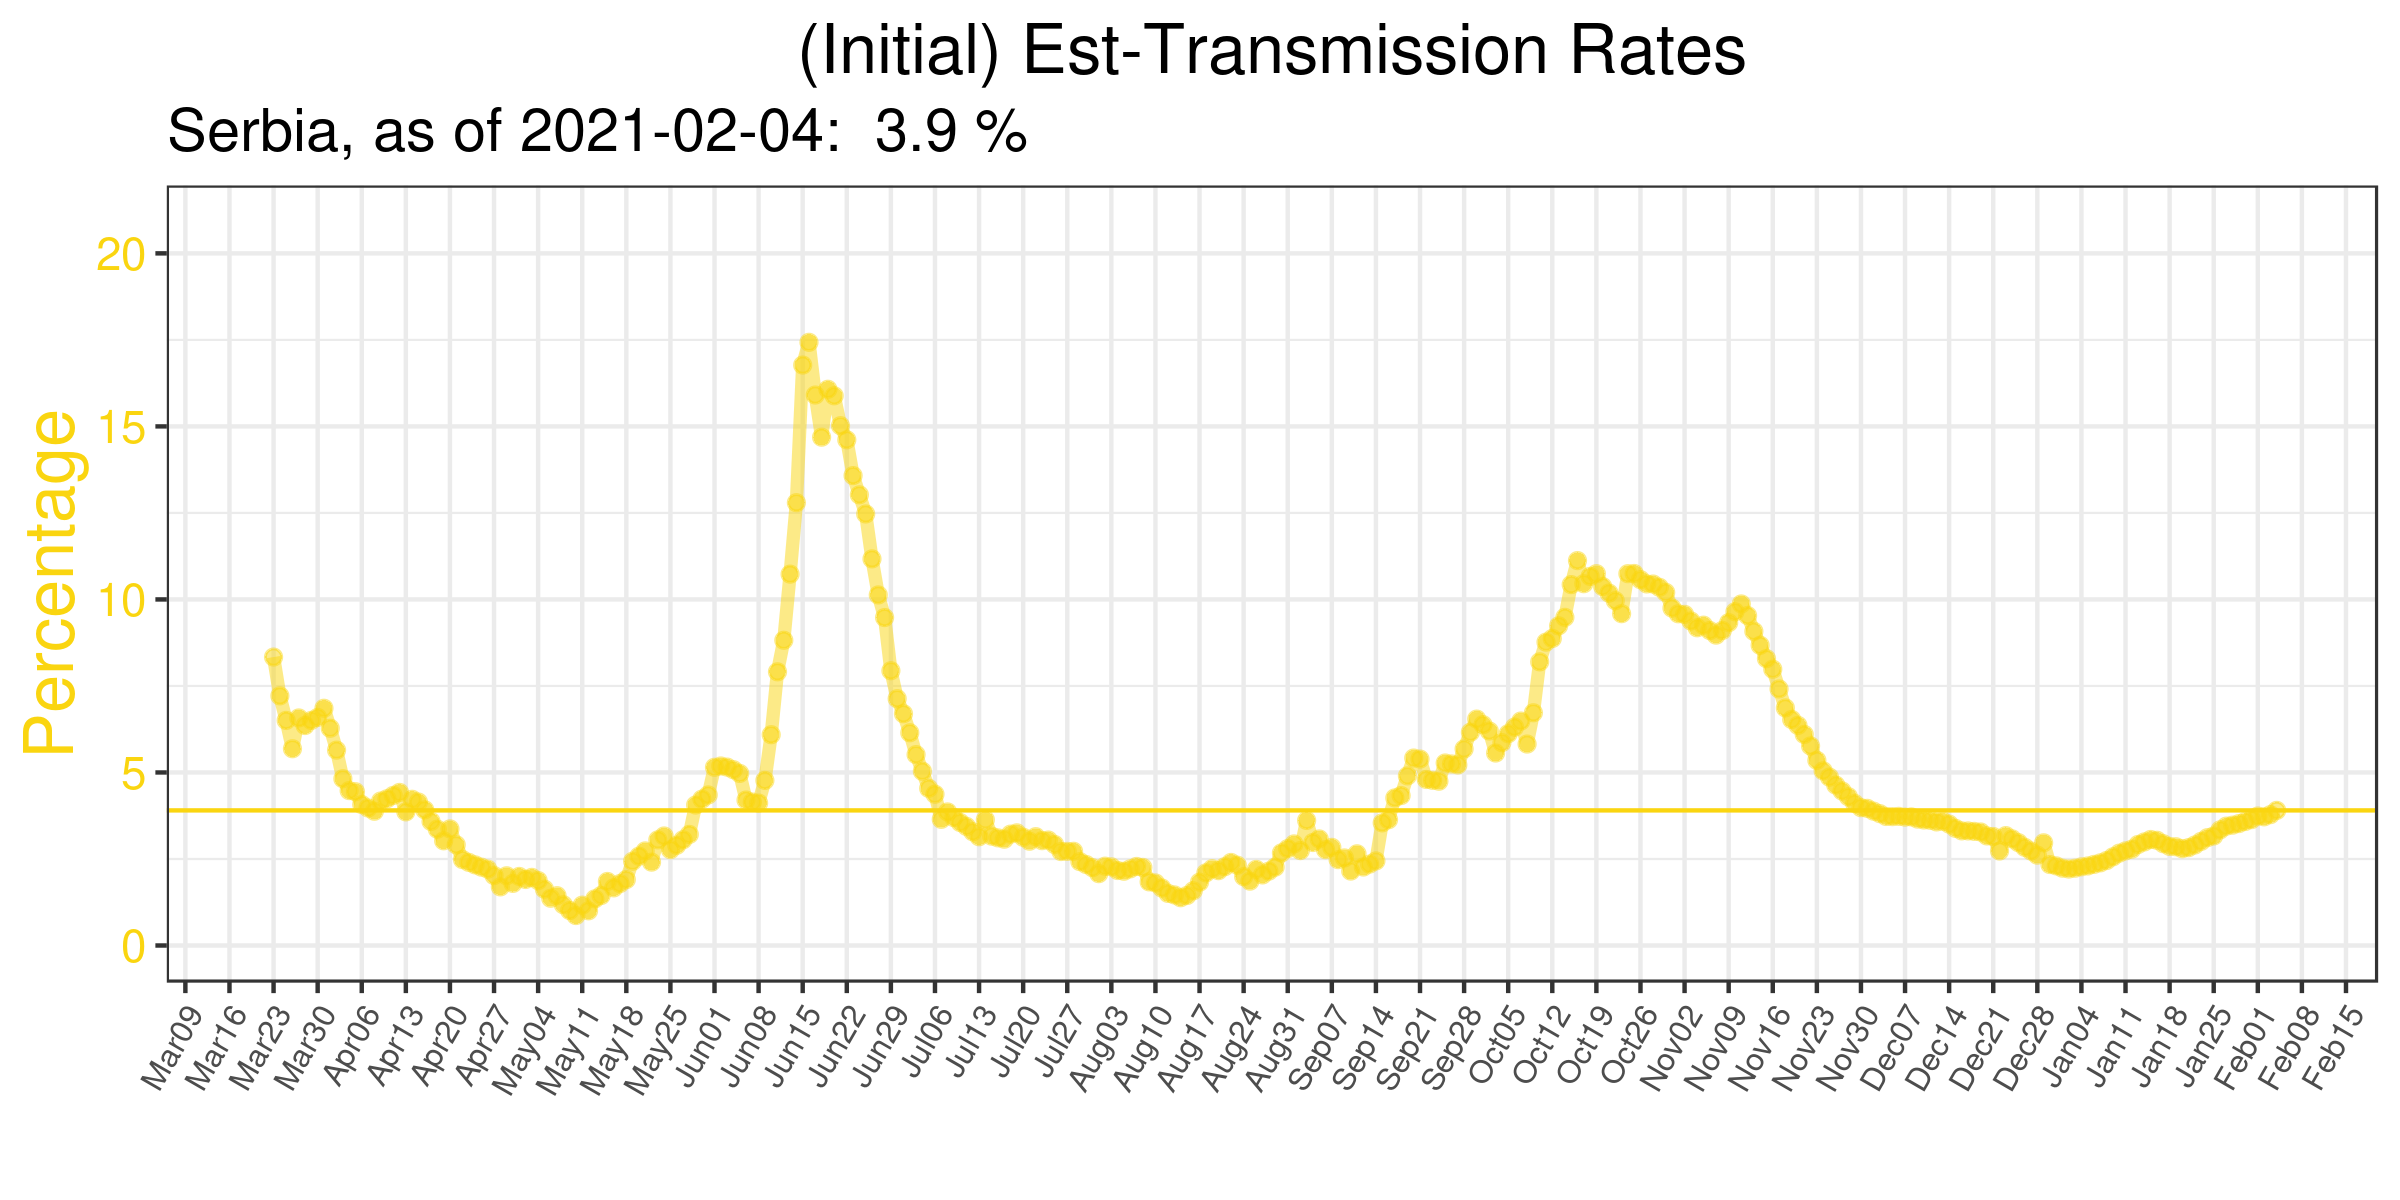 (Initial) Est-Transmission Rates
Serbia, as of 2021-02-04:  3.9 %
Percentage
20
15
10
5
0
Mar09 Mar16 Mar23 Mar30 Apr06 Apr13 Apr20 Apr27 May04 May11 May18 May25 Jun01 Jun08 Jun15 Jun22 Jun29 Jul06 Jul13 Jul20 Jul27 Aug03 Aug10 Aug17 Aug24 Aug31 Sep07 Sep14 Sep21 Sep28 Oct05 Oct12 Oct19 Oct26 Nov02 Nov09 Nov16 Nov23 Nov30 Dec07 Dec14 Dec21 Dec28 Jan04 Jan11 Jan18 Jan25 Feb01 Feb08 Feb15